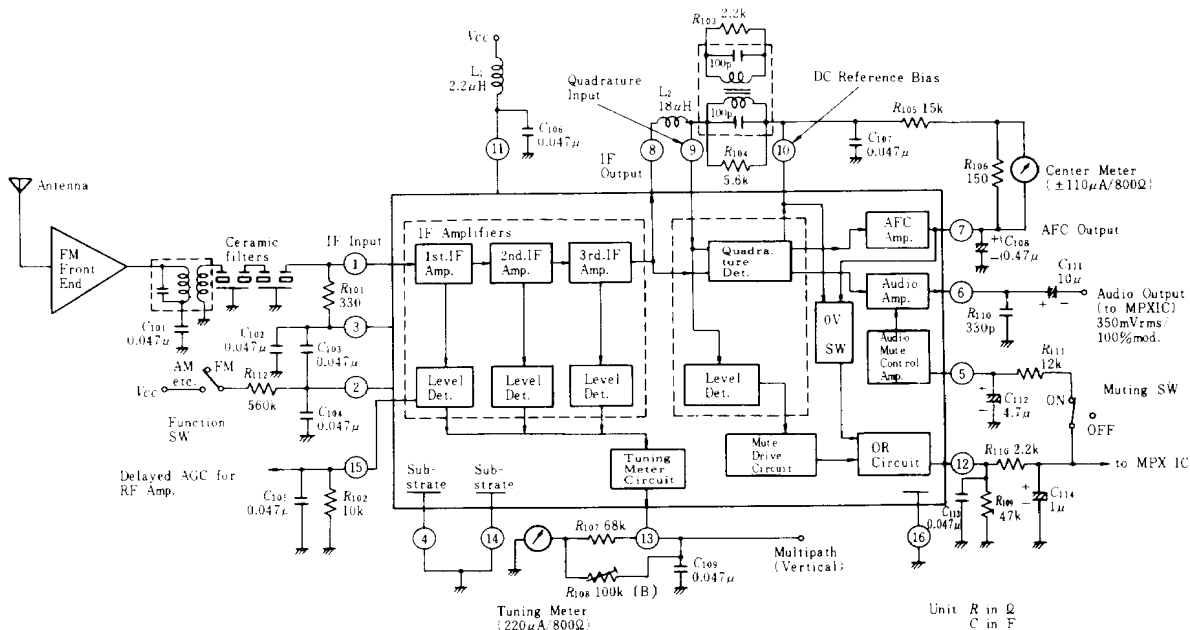 R103 2.2k
Vcc
L1
2.2μH
100p
DC Reference Bias
Quadrature
Input
L2
18μH
100p
R105 15k
C106
0.047μ
11
8
9
10
IF
Output
R104
5.6k
C107
0.047μ
R106
150
Center Meter
(±110μA/800Ω)
Antenna
FM
Front
End
Ceramic
filters
IF Input
1
IF Amplifiers
1st.IF
Amp.
2nd.IF
Amp.
3rd.IF
Amp.
Quadra.
ture
Det.
AFC
Amp.
7
+
-
C108
0.47μ
AFC Output
R101
330
C101
0.047μ
C102
0.047μ
C103
0.047μ
3
Audio
Amp.
6
R110
330p
C111
10μ
+ -
Audio Output
(to MPXIC)
350mVrms/
100%mod.
OV
SW
Audio
Mute
Control
Amp.
AM
etc.
FM
Vcc
R112
560k
2
C104
0.047μ
Function
SW
Level
Det.
Level
Det.
Level
Det.
Level
Det.
5
R111
12k
+
-
C112
4.7μ
Muting SW
ON
OFF
Delayed AGC for
RF Amp.
15
C105
0.047μ
R102
10k
Sub-
strate
Sub-
strate
Tuning
Meter
Circuit
Mute
Drive
Circuit
OR
Circuit
12
R116 2.2k
to MPX IC
C113
0.047μ
R109
47k
+
-
C114
1μ
4
14
13
16
R107 68k
R108 100k (B)
C109
0.047μ
Multipath
(Vertical)
Tuning Meter
(220μA/800Ω)
Unit R in Ω
C in F